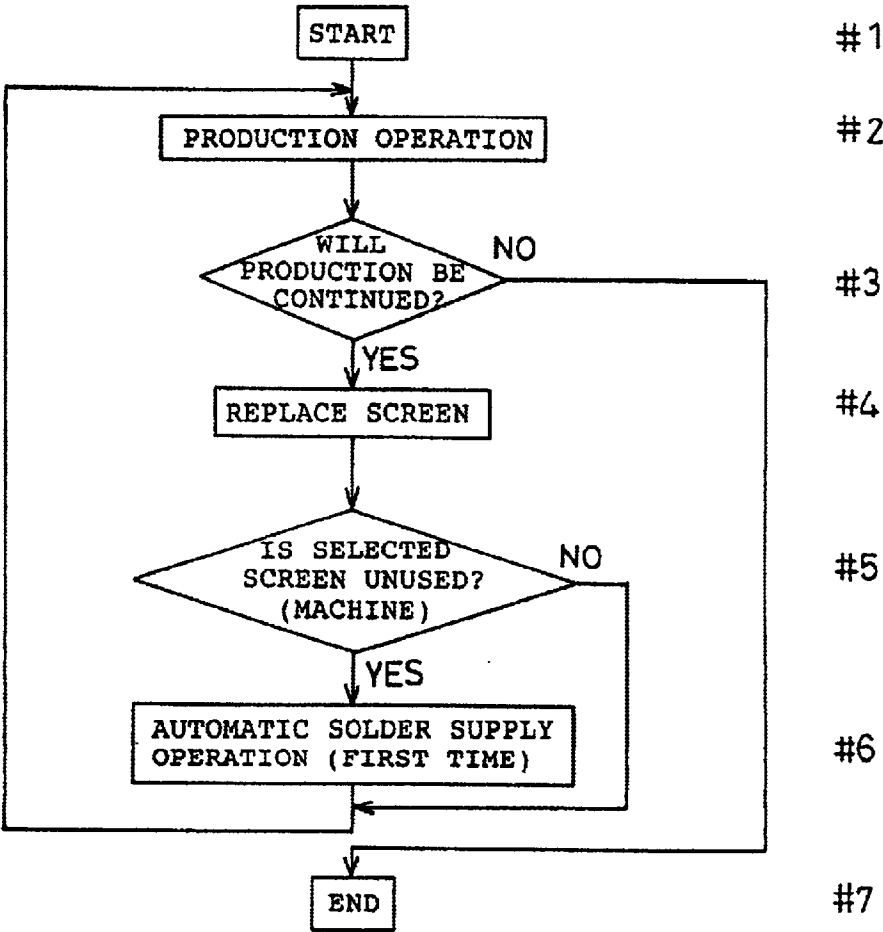 START
#1
PRODUCTION OPERATION
#2
WILL
PRODUCTION BE
CONTINUED?
NO
#3
YES
REPLACE SCREEN
#4
IS SELECTED
SCREEN UNUSED?
(MACHINE)
NO
#5
YES
AUTOMATIC SOLDER SUPPLY
OPERATION (FIRST TIME)
#6
END
#7